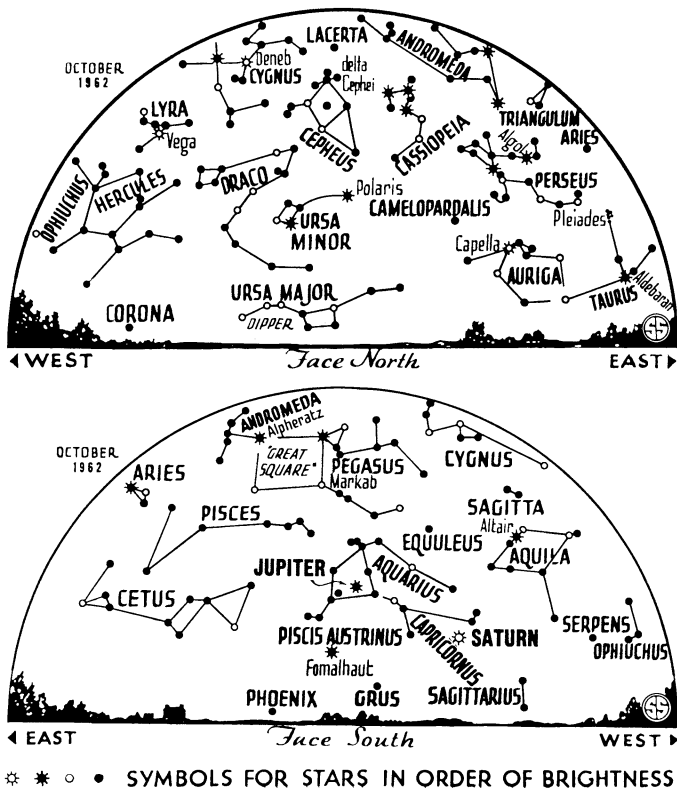 LACERTA
OCTOBER
1962
Deneb
CYGNUS
delta
Cephei
ANDROMEDA
LYRA
Vega
CEPHEUS
CASSIOPEIA
TRIANGULUM
ARIES
Algol
OPHIUCHUS
HERCULES
DRACO
Polaris
URSA
MINOR
CAMELOPARDALIS
PERSEUS
Pleiades
Capella
AURIGA
TAURUS
Aldebaran
CORONA
URSA MAJOR
DIPPER
SS
WEST
Face North
EAST
OCTOBER
1962
ANDROMEDA
Alpheratz
"GREAT
SQUARE"
PEGASUS
Markab
CYGNUS
ARIES
PISCES
SAGITTA
Altair
EQUULEUS
AQUILA
JUPITER
AQUARIUS
CETUS
PISCIS AUSTRINUS
Fomalhaut
CAPRICORNUS
SATURN
SERPENS
OPHIUCHUS
PHOENIX
GRUS
SAGITTARIUS
SS
EAST
Face South
WEST
SYMBOLS FOR STARS IN ORDER OF BRIGHTNESS